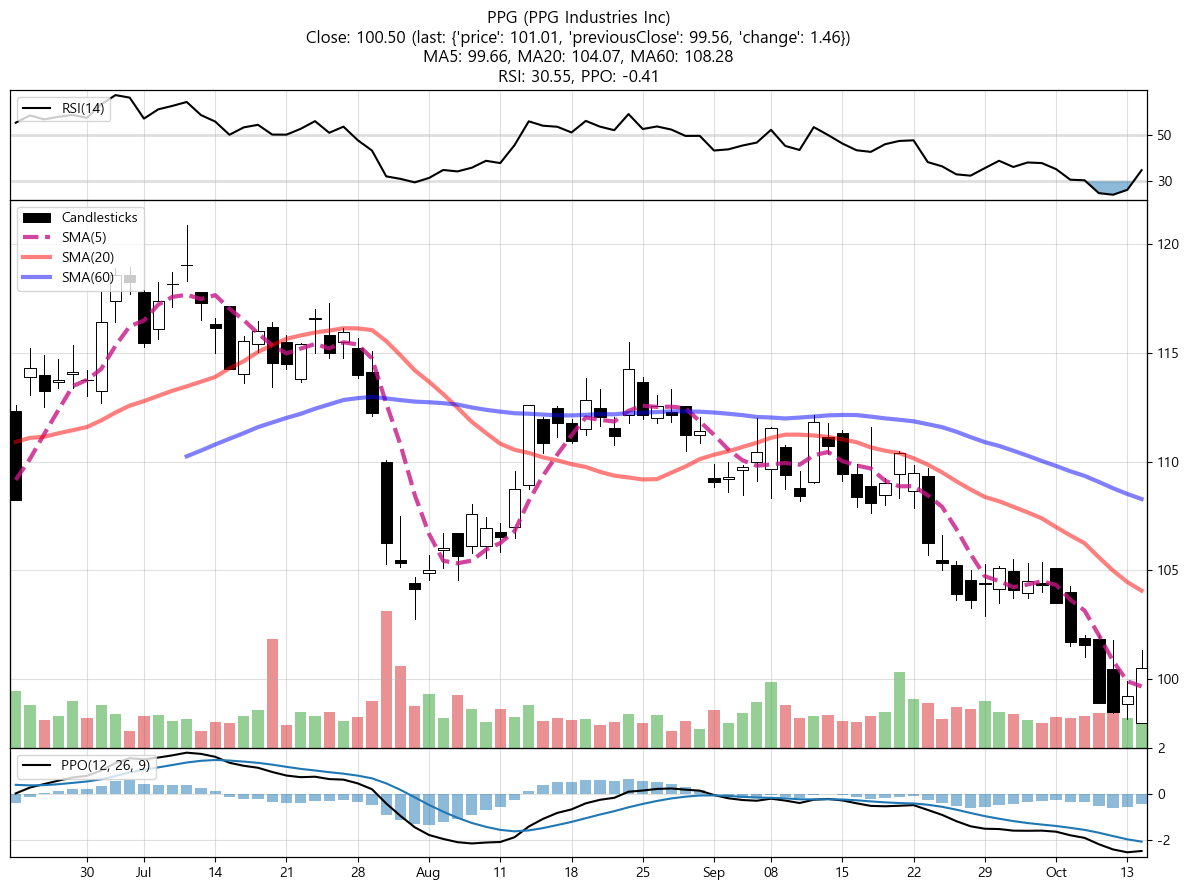 PPG (PPG Industries Inc)
Close: 100.50 (last: {'price': 101.01, 'previousClose': 99.56, 'change': 1.46})
MA5: 99.66, MA20: 104.07, MA60: 108.28
RSI: 30.55, PPO: -0.41
RSI(14)
50
30
Candlesticks
SMA(5)
SMA(20)
SMA(60)
120
115
110
105
100
PPO(12, 26, 9)
2
0
-2
30 Jul 14 21 28 Aug 11 18 25 Sep 08 15 22 29 Oct 13